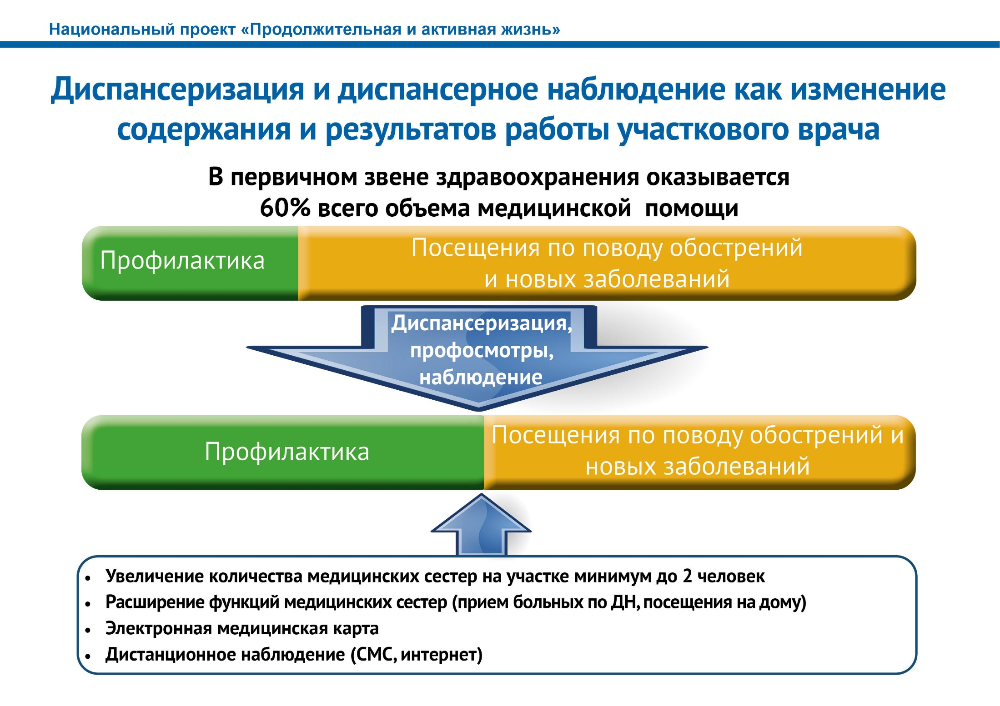 Национальный проект «Продолжительная и активная жизнь»
Диспансеризация и диспансерное наблюдение как изменение
содержания и результатов работы участкового врача
В первичном звене здравоохранения оказывается
60% всего объема медицинской помощи
Профилактика
Посещения по поводу обострений
и новых заболеваний
Диспансеризация,
профосмотры,
наблюдение
Профилактика
Посещения по поводу обострений и
новых заболеваний
• Увеличение количества медицинских сестер на участке минимум до 2 человек
• Расширение функций медицинских сестер (прием больных по ДН, посещения на дому)
• Электронная медицинская карта
• Дистанционное наблюдение (СМС, интернет)